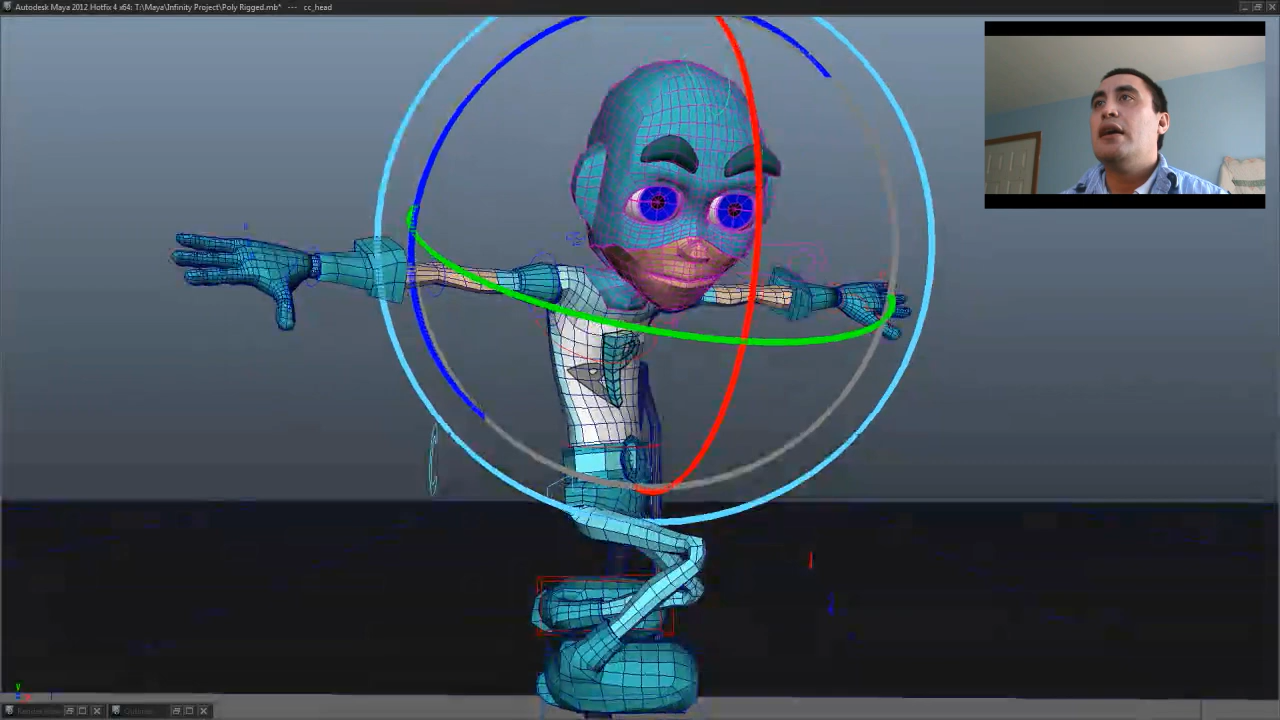 Autodesk Maya 2012 Hotfix 4 x64: T:\Maya\Infinity Project\Poly Rigged.mb* --- cc_head
y